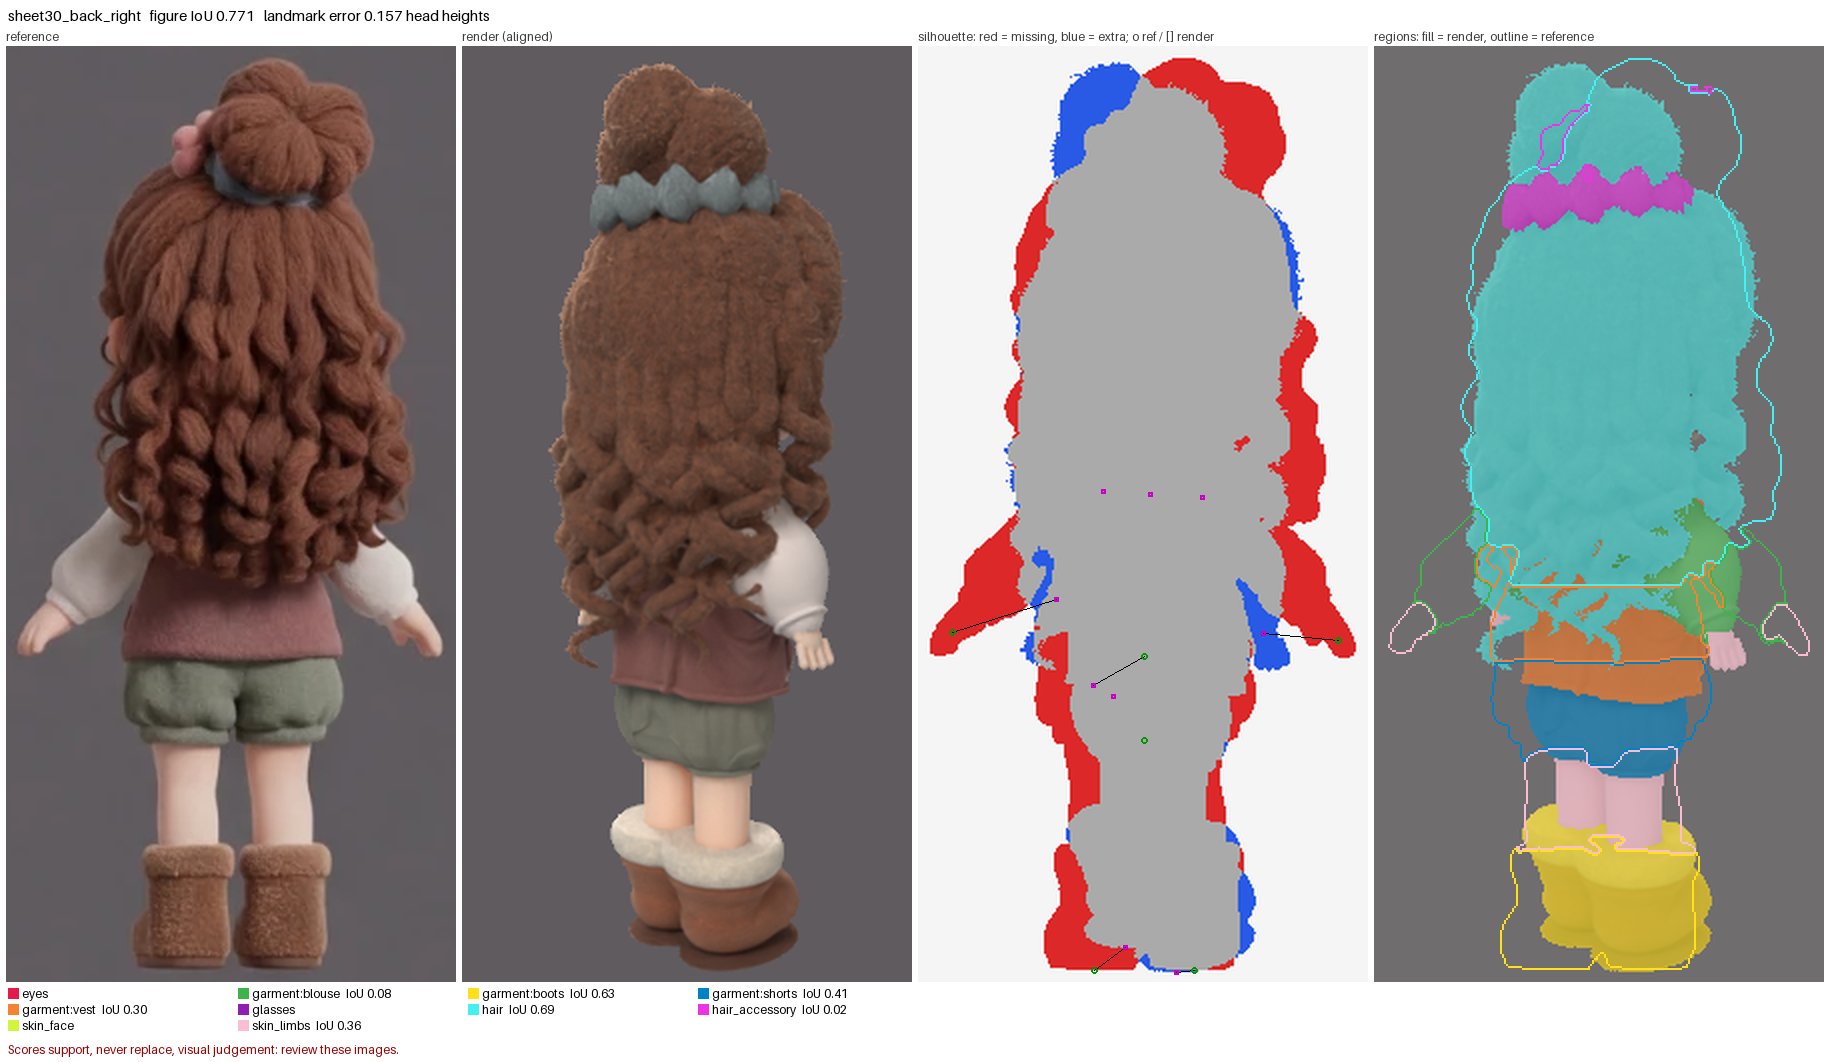 sheet30_back_right  figure IoU 0.771  landmark error 0.157 head heights
reference
render (aligned)
silhouette: red = missing, blue = extra; o ref / [] render
regions: fill = render, outline = reference
eyes
garment:blouse  IoU 0.08
garment:boots  IoU 0.63
garment:shorts  IoU 0.41
garment:vest  IoU 0.30
glasses
hair  IoU 0.69
hair_accessory  IoU 0.02
skin_face
skin_limbs  IoU 0.36
Scores support, never replace, visual judgement: review these images.